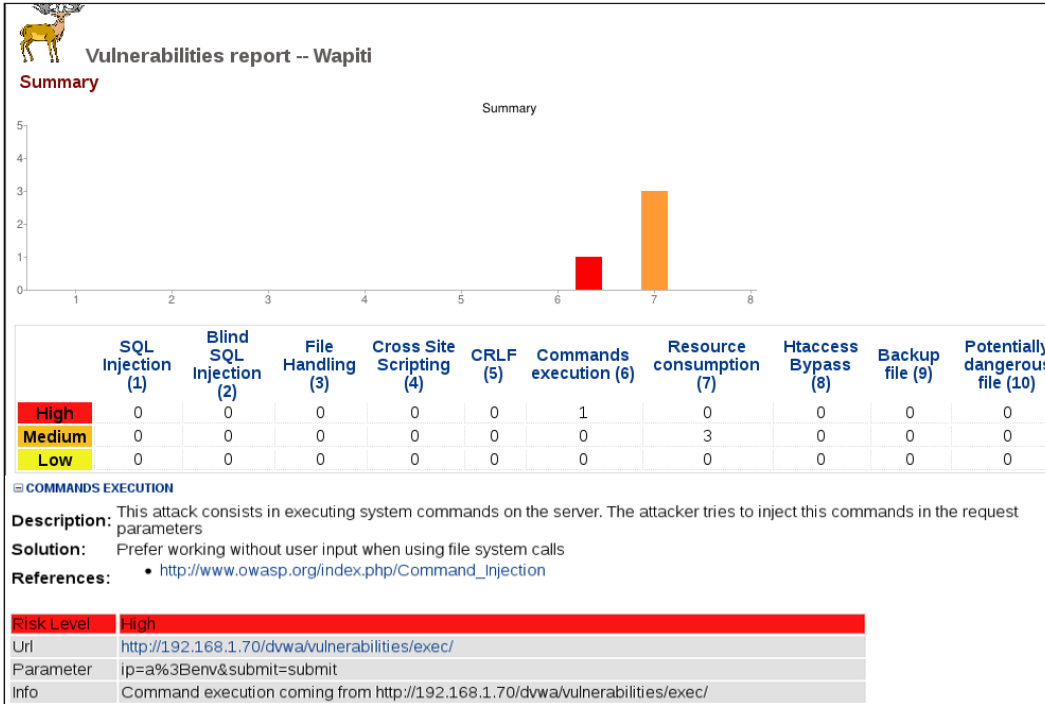 Vulnerabilities report -- Wapiti
Summary
Summary
5
4
3
2
1
0
1 2 3 4 5 6 7 8
SQL Injection (1) Blind SQL Injection (2) File Handling (3) Cross Site Scripting (4) CRLF (5) Commands execution (6) Resource consumption (7) Htaccess Bypass (8) Backup file (9) Potentially dangerous file (10)
High 0 0 0 0 0 1 0 0 0 0
Medium 0 0 0 0 0 0 3 0 0 0
Low 0 0 0 0 0 0 0 0 0 0
COMMANDS EXECUTION
Description: This attack consists in executing system commands on the server. The attacker tries to inject this commands in the request
parameters
Solution: Prefer working without user input when using file system calls
References: • http://www.owasp.org/index.php/Command_Injection
Risk Level High
Url http://192.168.1.70/dvwa/vulnerabilities/exec/
Parameter ip=a%3Benv&submit=submit
Info Command execution coming from http://192.168.1.70/dvwa/vulnerabilities/exec/